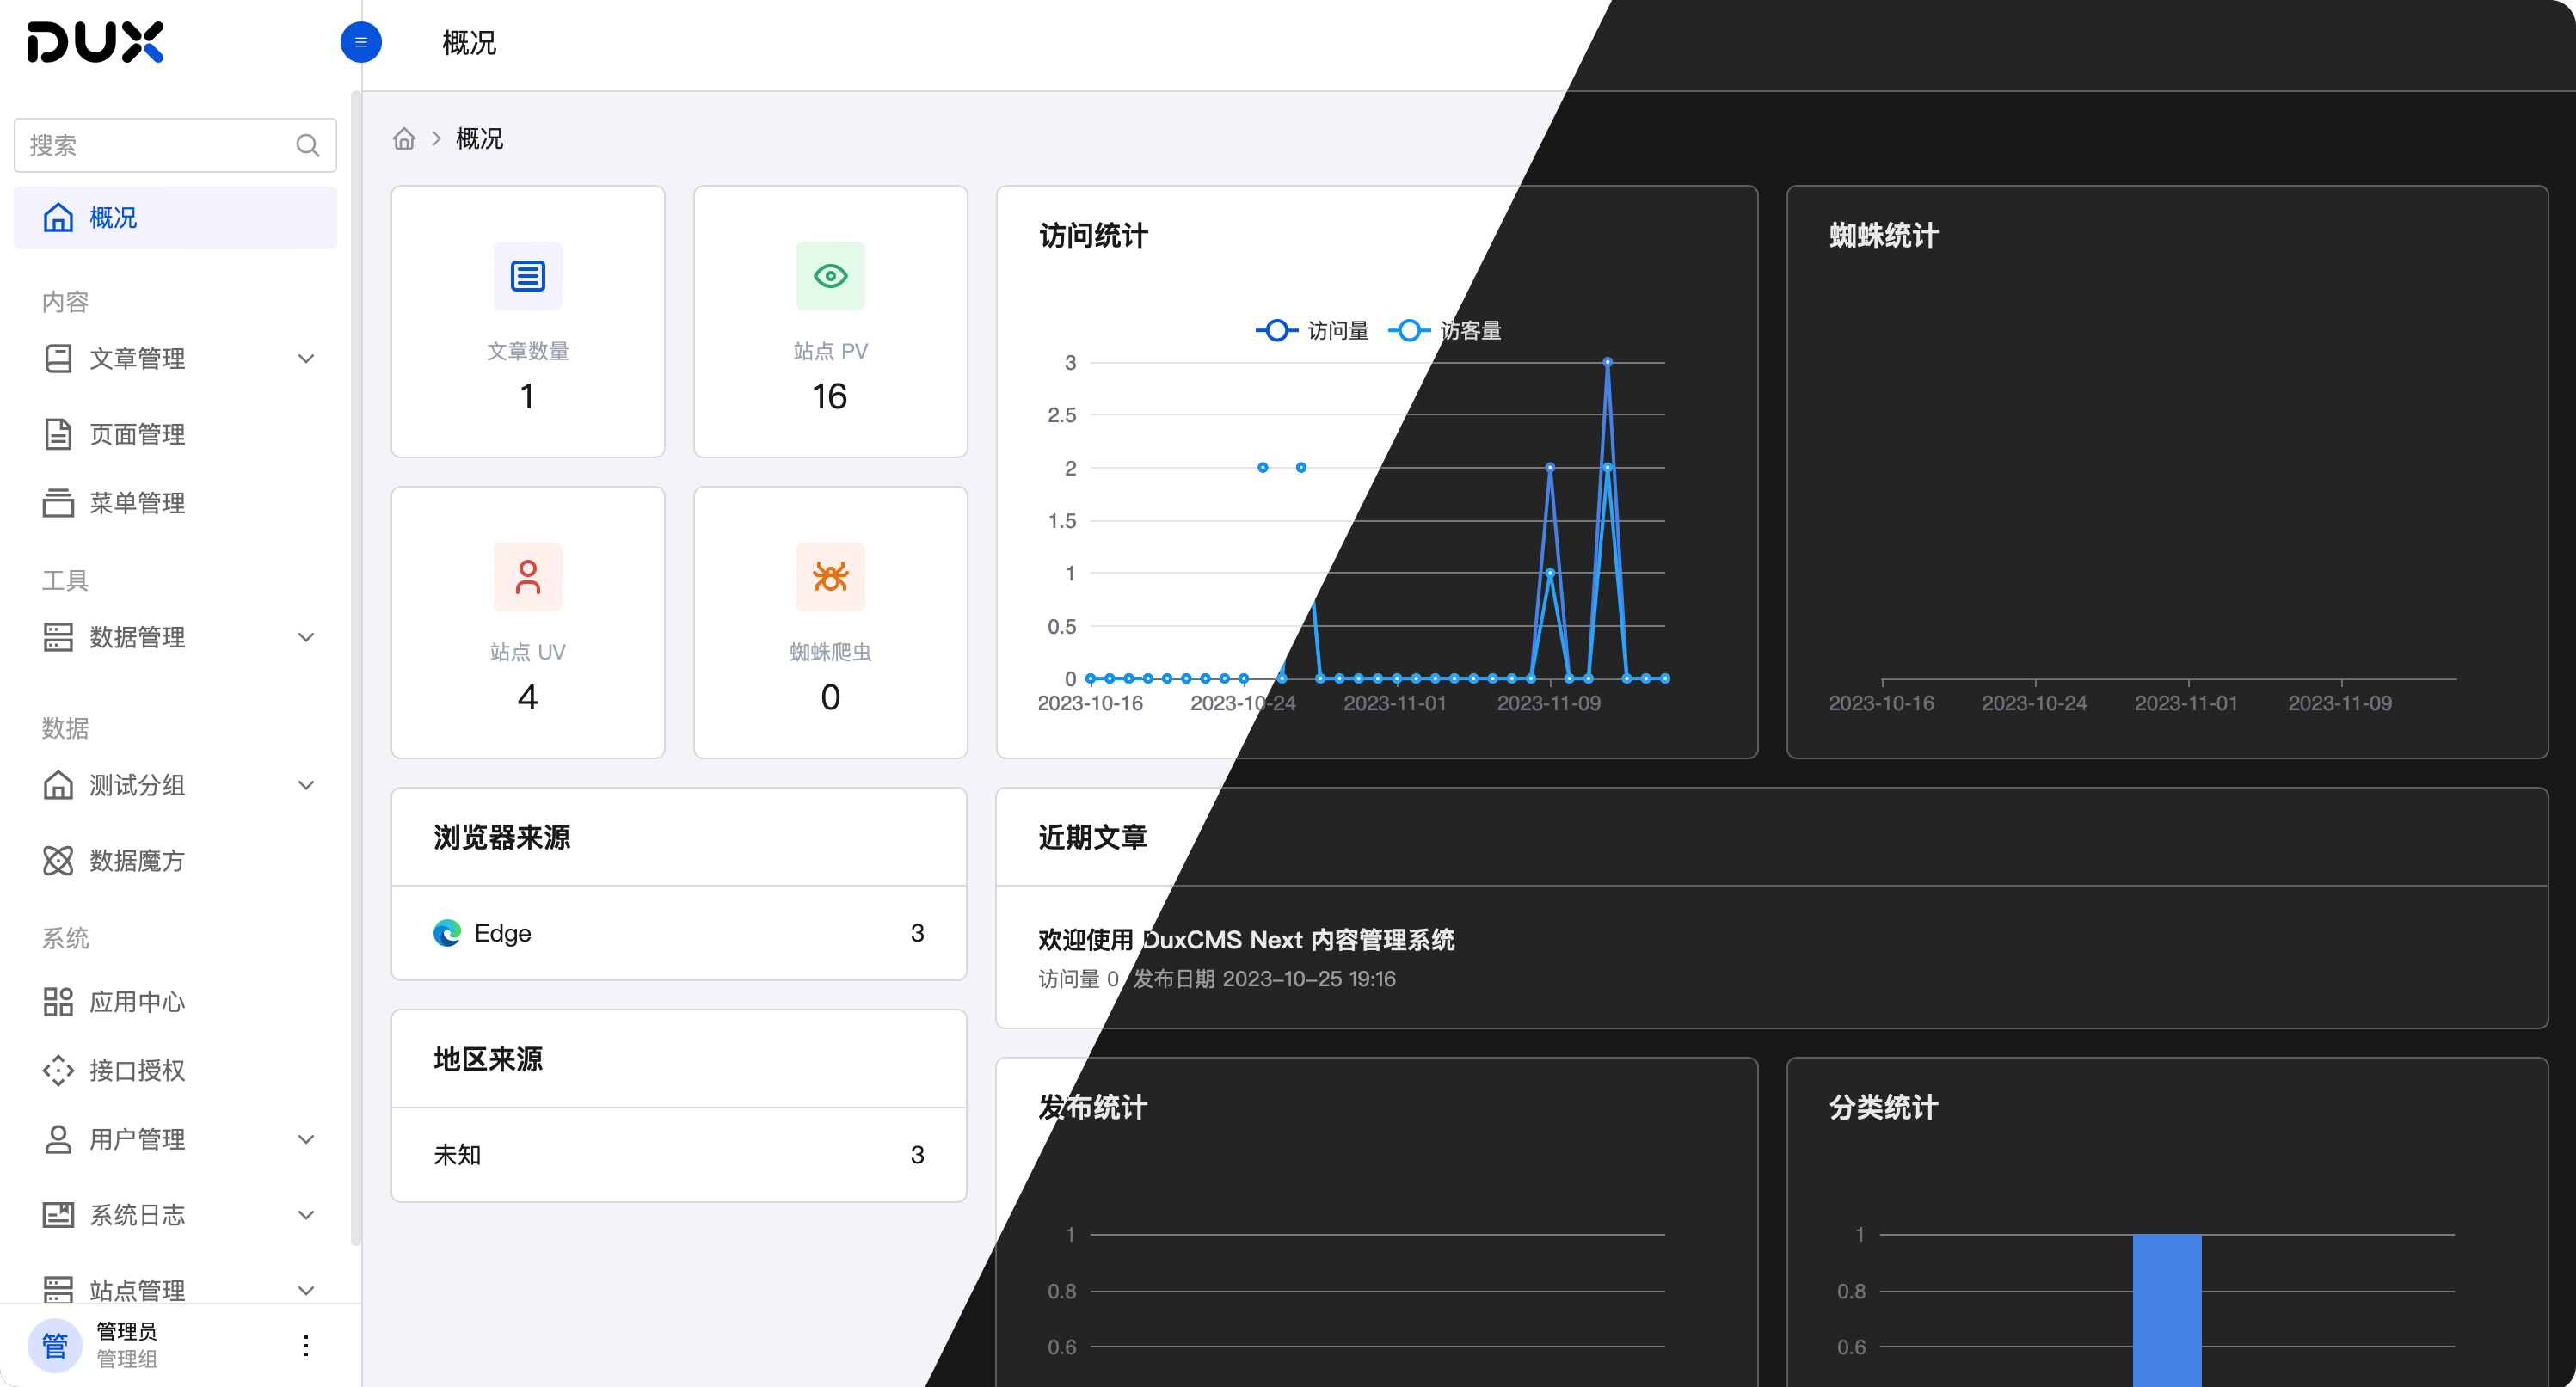 DUX
搜索
概况
内容
文章管理
页面管理
菜单管理
工具
数据管理
数据
测试分组
数据魔方
系统
应用中心
接口授权
用户管理
系统日志
站点管理
管
管理员
管理组
概况
概况
文章数量
1
站点 PV
16
站点 UV
4
蜘蛛爬虫
0
访问统计
访问量 访客量
3
2.5
2
1.5
1
0.5
0
2023-10-16 2023-10-24 2023-11-01 2023-11-09
蜘蛛统计
2023-10-16 2023-10-24 2023-11-01 2023-11-09
浏览器来源
Edge 3
地区来源
未知 3
近期文章
欢迎使用 DuxCMS Next 内容管理系统
访问量 0 发布日期 2023-10-25 19:16
发布统计
1
0.8
0.6
分类统计
1
0.8
0.6